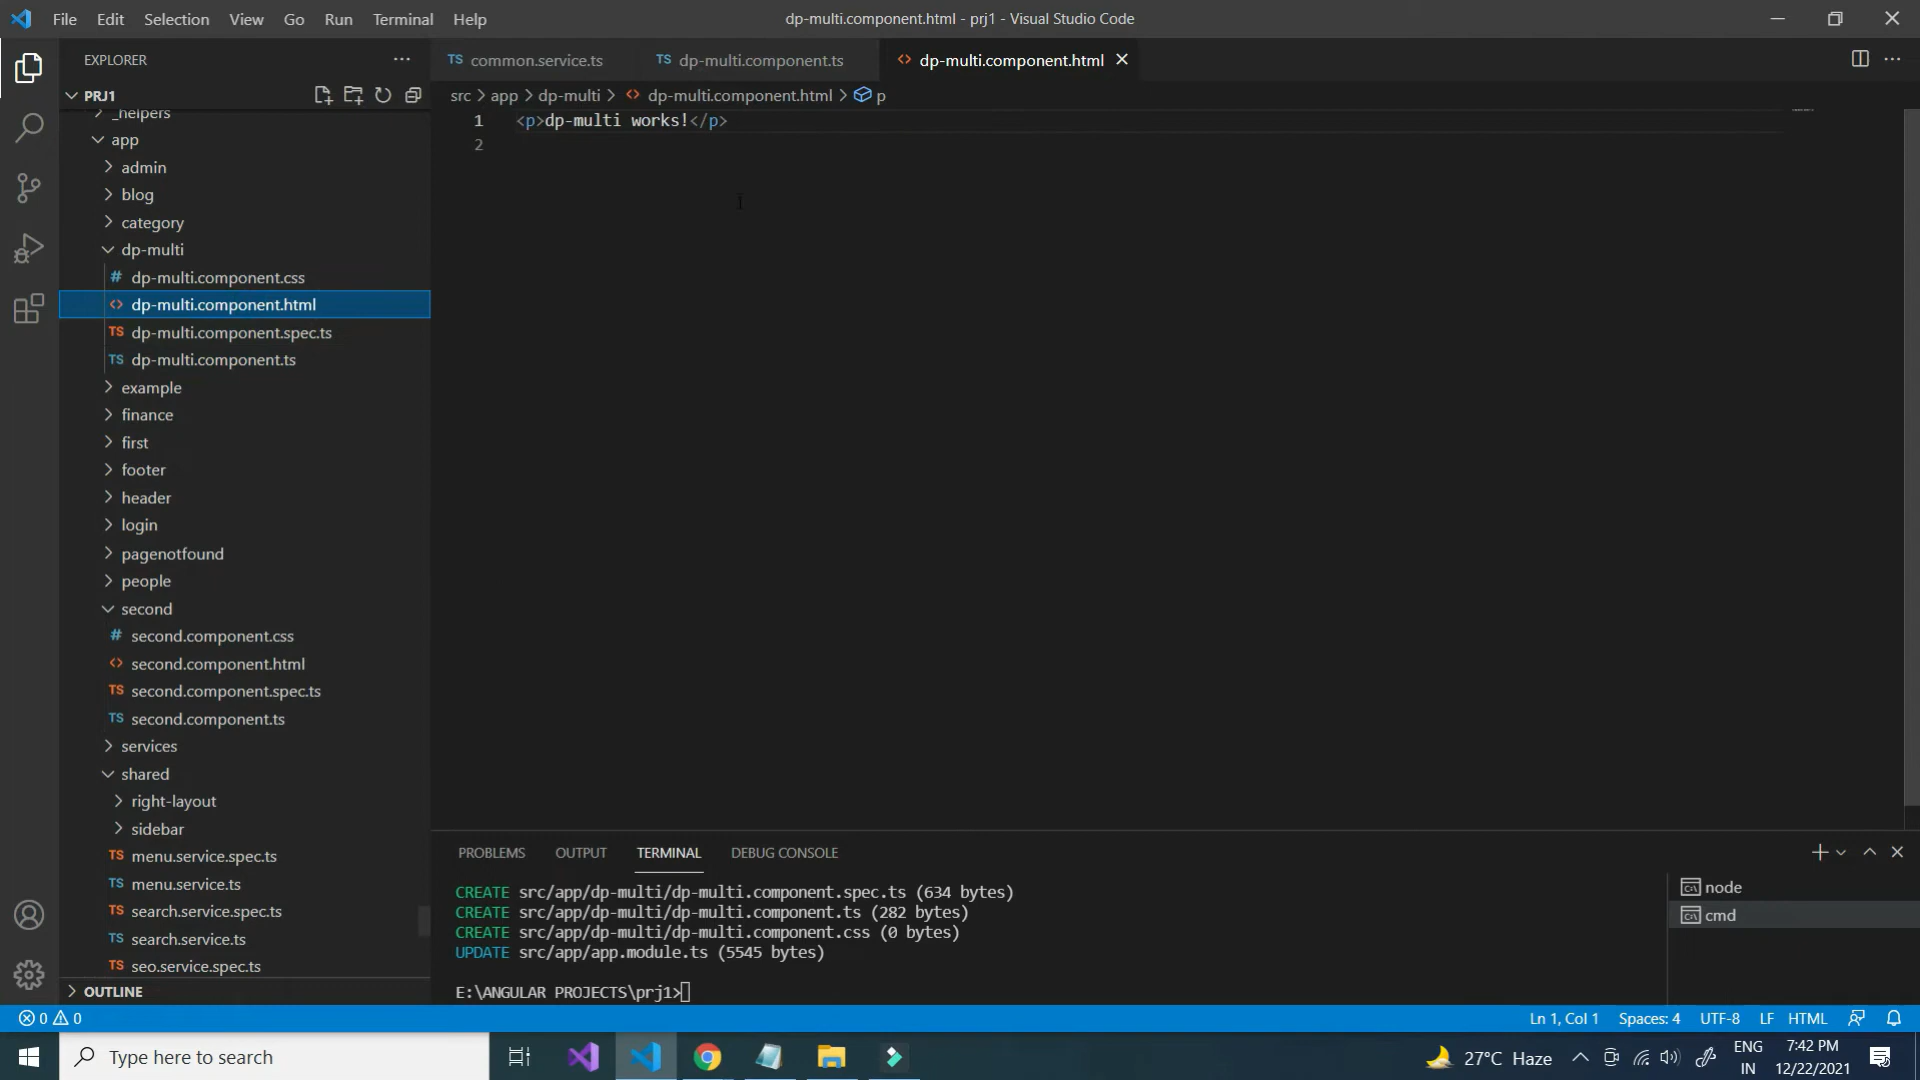 File Edit Selection View Go Run Terminal Help
dp-multi.component.html - prj1 - Visual Studio Code
EXPLORER
PRJ1
_helpers
app
admin
blog
category
dp-multi
# dp-multi.component.css
<> dp-multi.component.html
TS dp-multi.component.spec.ts
TS dp-multi.component.ts
example
finance
first
footer
header
login
pagenotfound
people
second
# second.component.css
<> second.component.html
TS second.component.spec.ts
TS second.component.ts
services
shared
right-layout
sidebar
TS menu.service.spec.ts
TS menu.service.ts
TS search.service.spec.ts
TS search.service.ts
TS seo.service.spec.ts
OUTLINE
TS common.service.ts
TS dp-multi.component.ts
<> dp-multi.component.html
src > app > dp-multi > <> dp-multi.component.html > p
1 <p>dp-multi works!</p>
2
PROBLEMS OUTPUT TERMINAL DEBUG CONSOLE
CREATE src/app/dp-multi/dp-multi.component.spec.ts (634 bytes)
CREATE src/app/dp-multi/dp-multi.component.ts (282 bytes)
CREATE src/app/dp-multi/dp-multi.component.css (0 bytes)
UPDATE src/app/app.module.ts (5545 bytes)
E:\ANGULAR PROJECTS\prj1>
node
cmd
0 0
Ln 1, Col 1 Spaces: 4 UTF-8 LF HTML
Type here to search
27°C Haze
ENG
IN
7:42 PM
12/22/2021